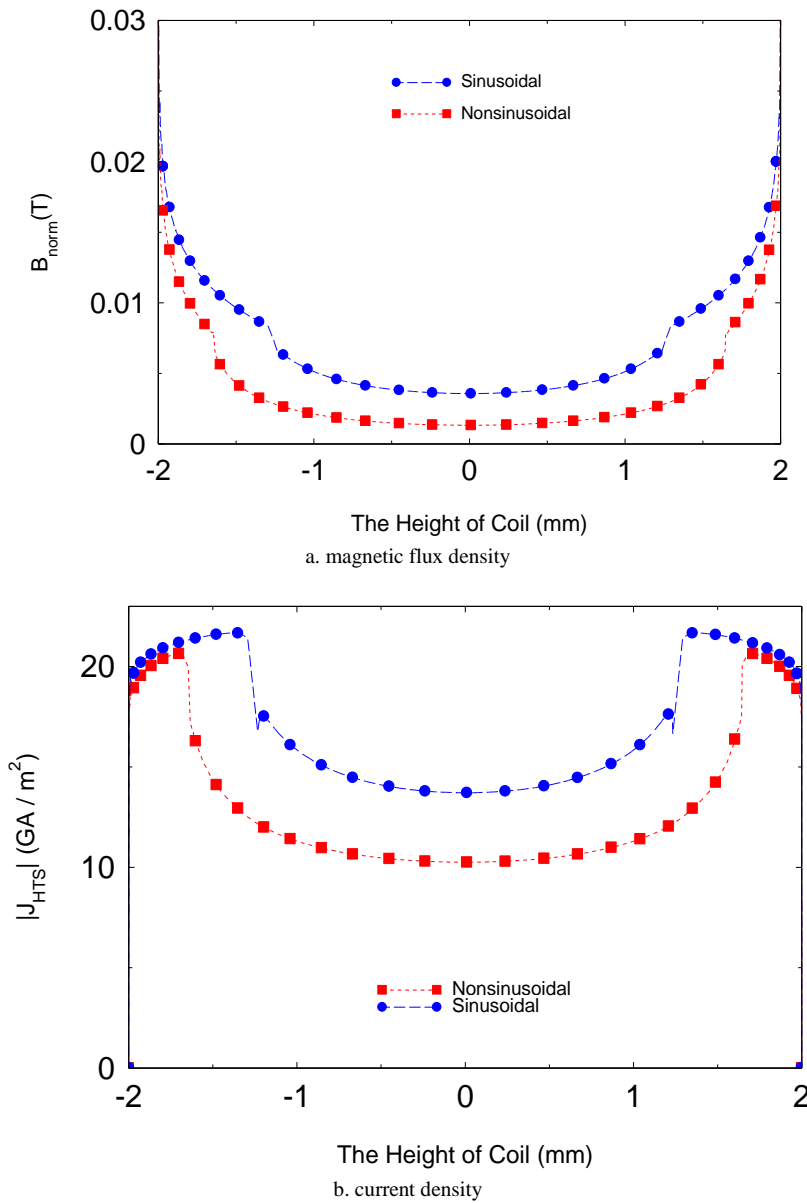 0.03
Sinusoidal
Nonsinusoidal
0.02
B_norm(T)
0.01
0
-2 -1 0 1 2
The Height of Coil (mm)
a. magnetic flux density
20
|J_HTS| (GA / m²)
10
Nonsinusoidal
Sinusoidal
0
-2 -1 0 1 2
The Height of Coil (mm)
b. current density